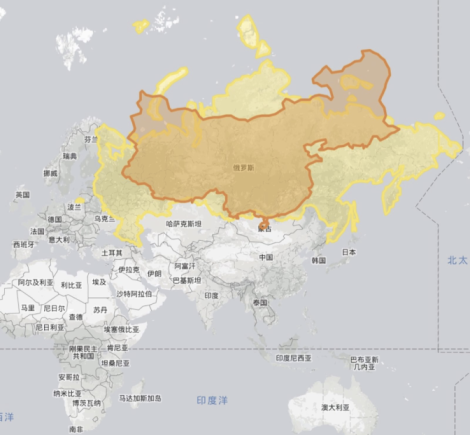 芬兰
瑞典
俄罗斯
挪威
英国
波兰
德国
乌克兰
哈萨克斯坦
蒙古
法国
意大利
西班牙
土耳其
中国
日本
韩国
北太
伊拉克
伊朗
阿富汗
巴基斯坦
阿尔及利亚
利比亚
埃及
沙特阿拉伯
印度
泰国
马里
尼日尔
苏丹
乍德
尼日利亚
埃塞俄比亚
刚果民主
共和国
肯尼亚
坦桑尼亚
印度尼西亚
巴布亚新
几内亚
安哥拉
纳米比亚
博茨瓦纳
马达加斯加岛
印度洋
澳大利亚
西洋
南非